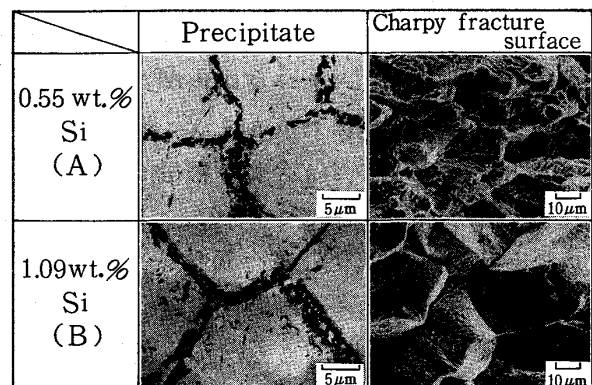 Precipitate
Charpy fracture
surface
0.55 wt.%
Si
(A)
5μm
10μm
1.09wt.%
Si
(B)
5μm
10μm